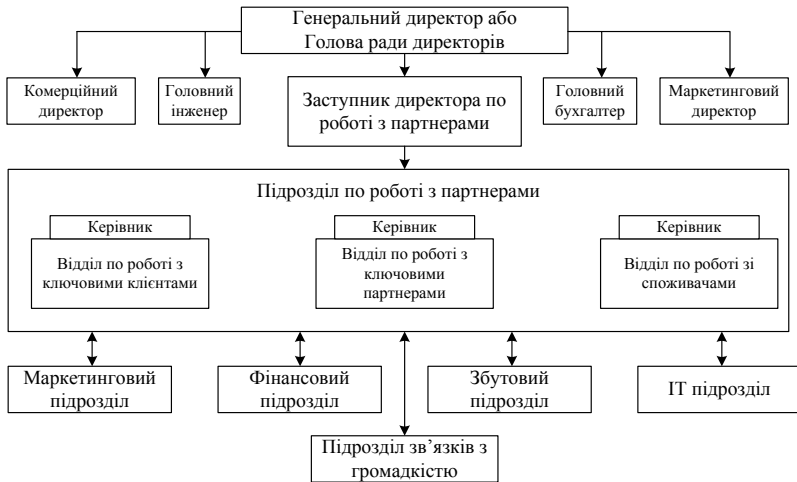 Генеральний директор або
Голова ради директорів
Комерційний
директор
Головний
інженер
Заступник директора по
роботі з партнерами
Головний
бухгалтер
Маркетинговий
директор
Підрозділ по роботі з партнерами
Керівник
Відділ по роботі з
ключовими клієнтами
Керівник
Відділ по роботі з
ключовими
партнерами
Керівник
Відділ по роботі зі
споживачами
Маркетинговий
підрозділ
Фінансовий
підрозділ
Збутовий
підрозділ
ІТ підрозділ
Підрозділ зв’язків з
громадкістю